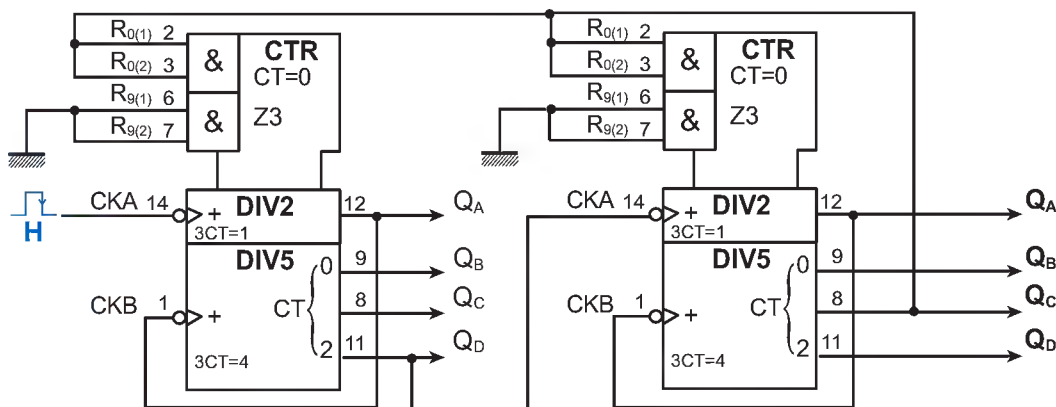 R0(1) 2
R0(2) 3
R9(1) 6
R9(2) 7
&
&
CTR
CT=0
Z3
H
CKA 14
+
DIV2
3CT=1
12
QA
DIV5
CKB 1
+
3CT=4
CT
0
2
9
QB
8
QC
11
QD
R0(1) 2
R0(2) 3
R9(1) 6
R9(2) 7
&
&
CTR
CT=0
Z3
CKA 14
+
DIV2
3CT=1
12
QA
DIV5
CKB 1
+
3CT=4
CT
0
2
9
QB
8
QC
11
QD